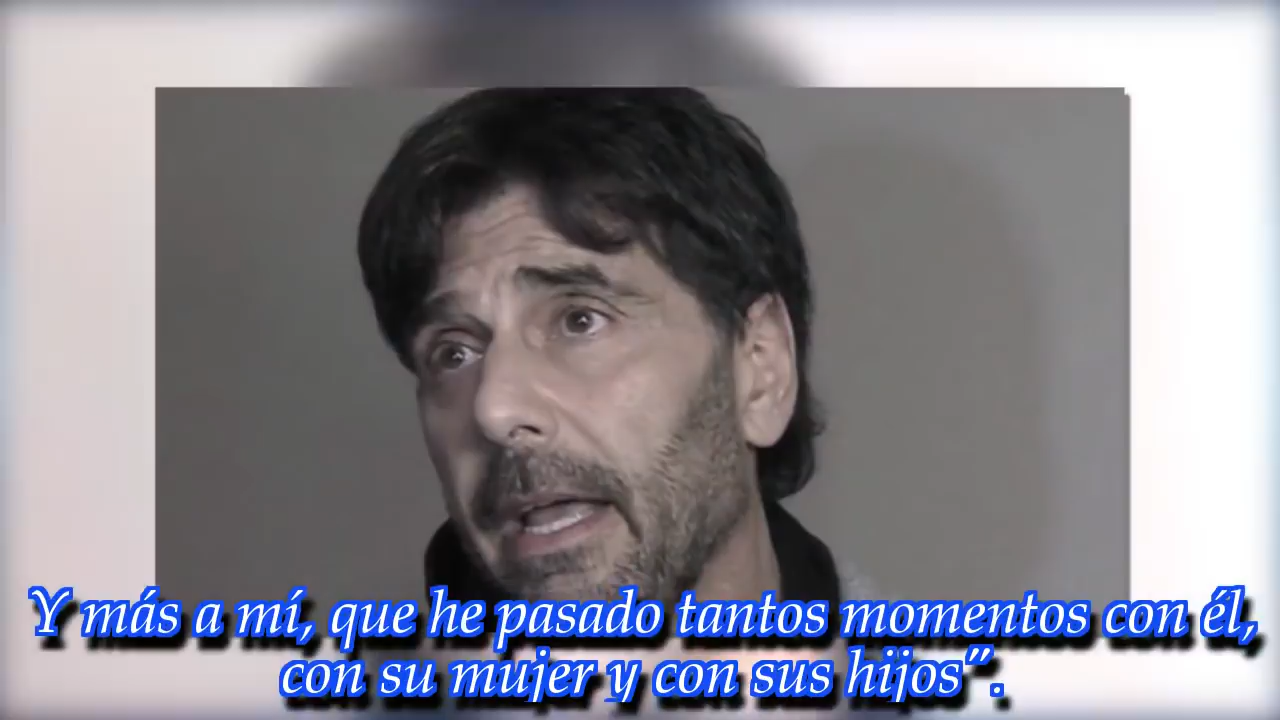 Y más a mí, que he pasado tantos momentos con él,
con su mujer y con sus hijos”.